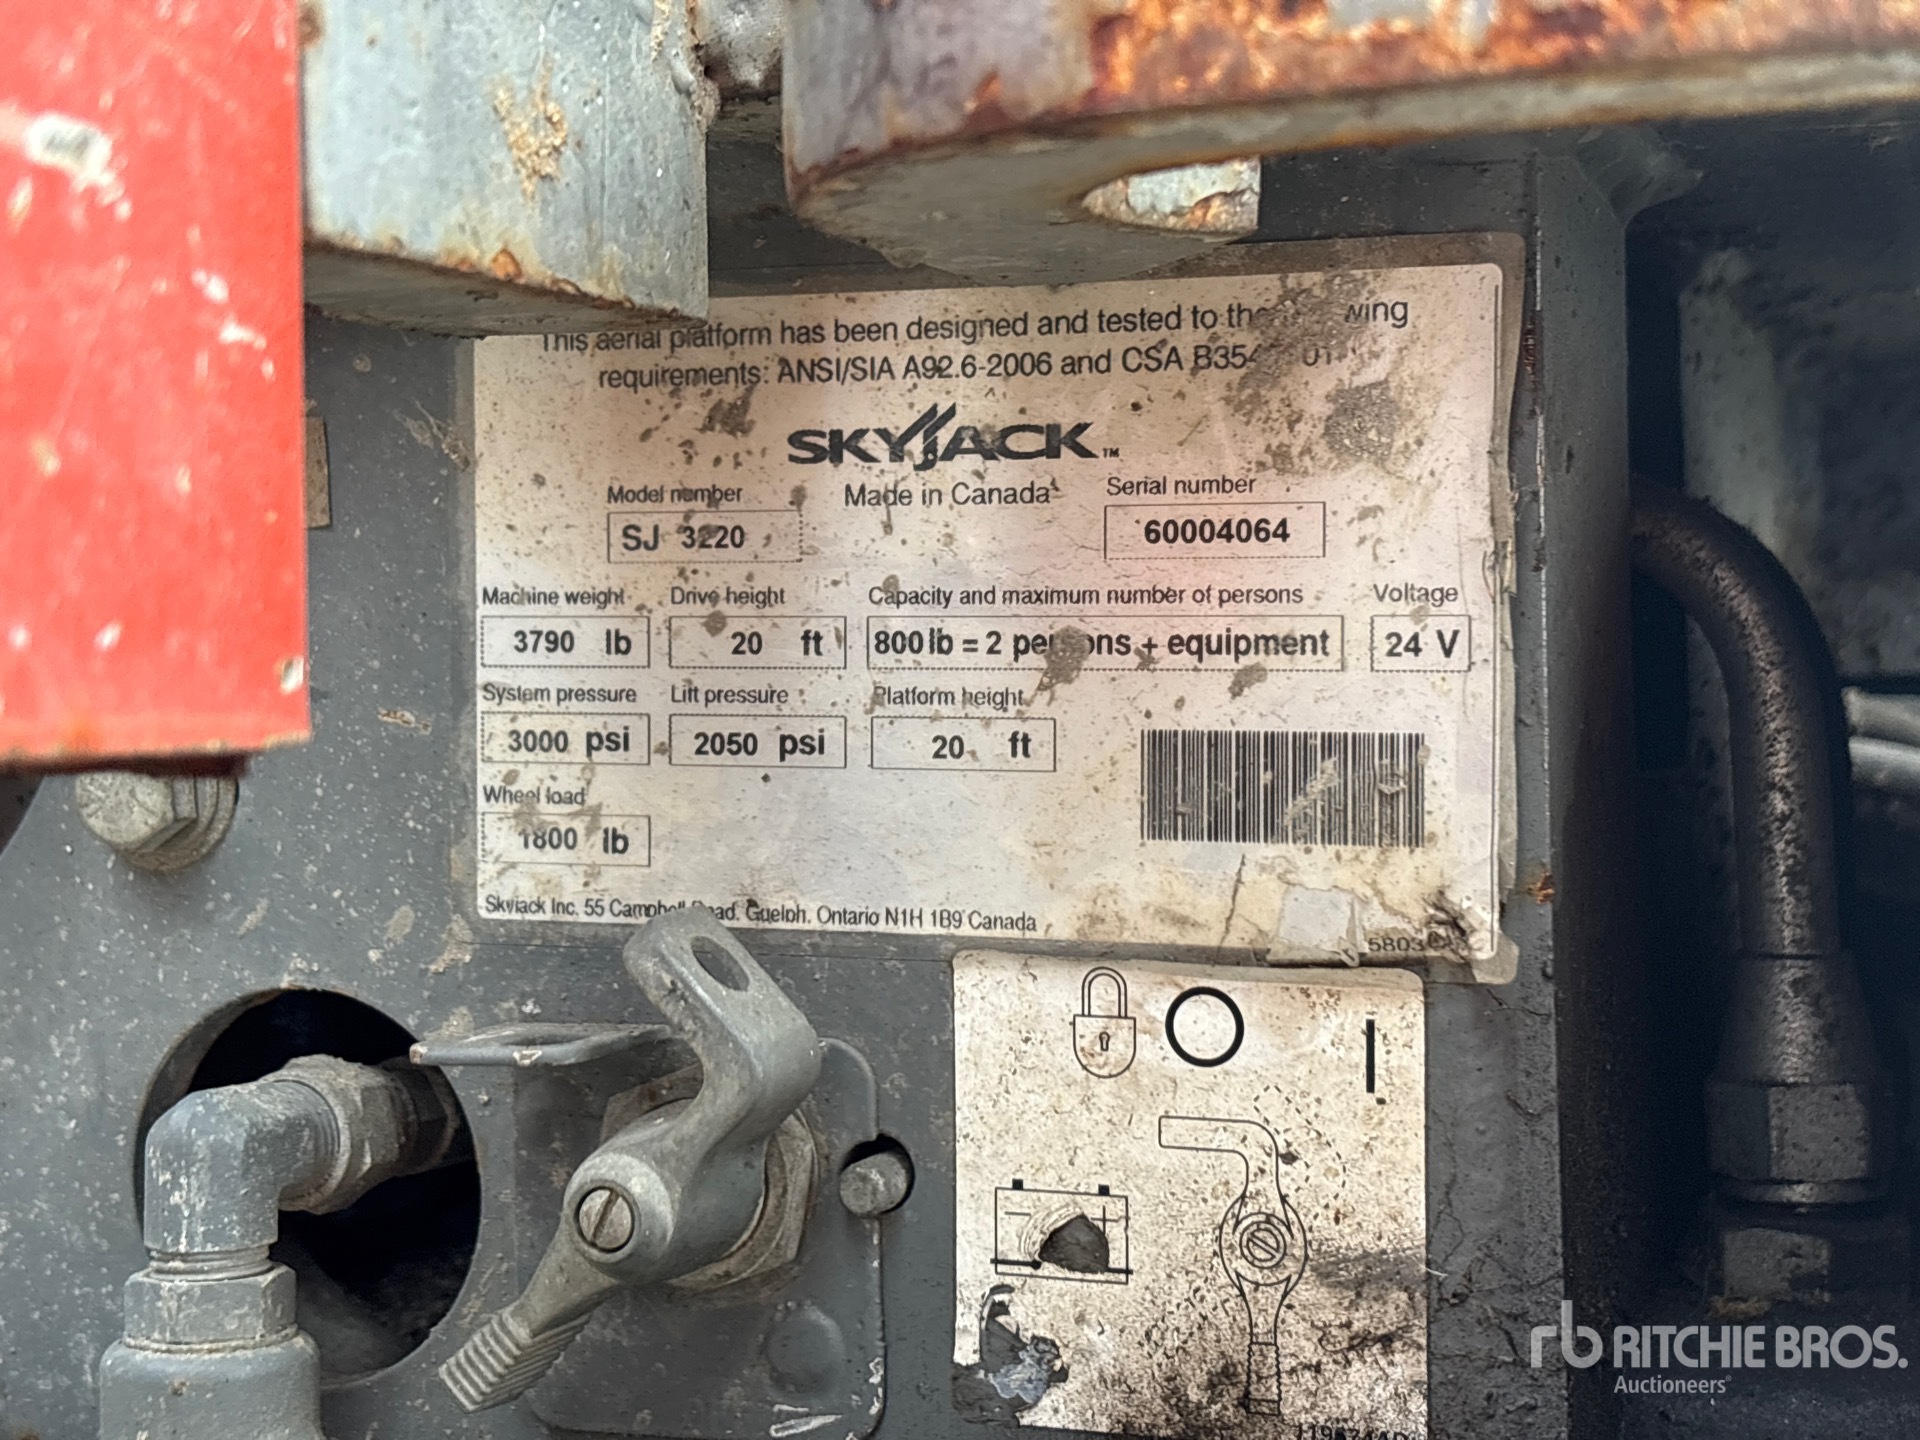 This aerial platform has been designed and tested to
requirements: ANSI/SIA A92.6-2006 and CSA
SKYJACK™
Made in Canada
Model number
SJ 3220
Serial number
60004064
Machine weight
3790 lb
Drive height
20 ft
Capacity and maximum number of persons
800 lb = 2 persons + equipment
Voltage
24 V
System pressure
3000 psi
Lift pressure
2050 psi
Platform height
20 ft
Wheel load
1800 lb
Skyjack Inc. 55 Campbell Road. Guelph. Ontario N1H 1B9 Canada
rb RITCHIE BROS.
Auctioneers